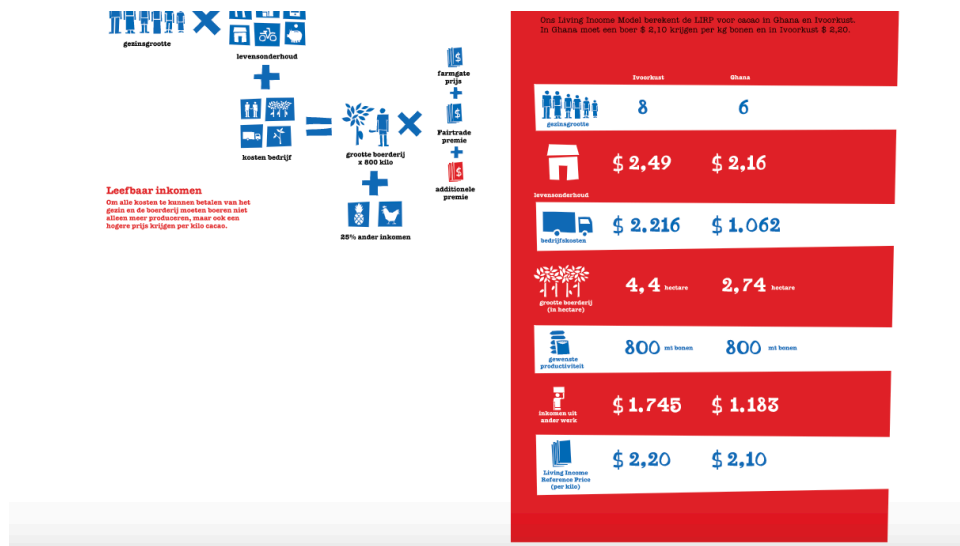 gezinsgrootte
levensonderhoud
kosten bedrijf
grootte boerderij
x 800 kilo
farmgate
prijs
Fairtrade
premie
additionele
premie
25% ander inkomen
Leefbaar inkomen
Om alle kosten te kunnen betalen van het
gezin en de boerderij moeten boeren niet
alleen meer produceren, maar ook een
hogere prijs krijgen per kilo cacao.
Ons Living Income Model berekent de LIRP voor cacao in Ghana en Ivoorkust.
In Ghana moet een boer $ 2,10 krijgen per kg bonen en in Ivoorkust $ 2,20.
Ivoorkust Ghana
gezinsgrootte 8 6
levensonderhoud $ 2,49 $ 2,16
bedrijfskosten $ 2.216 $ 1.062
grootte boerderij
(in hectare) 4,4 hectare 2,74 hectare
gewenste
productiviteit 800 mt bonen 800 mt bonen
inkomen uit
ander werk $ 1.745 $ 1.183
Living Income
Reference Price
(per kilo) $ 2,20 $ 2,10